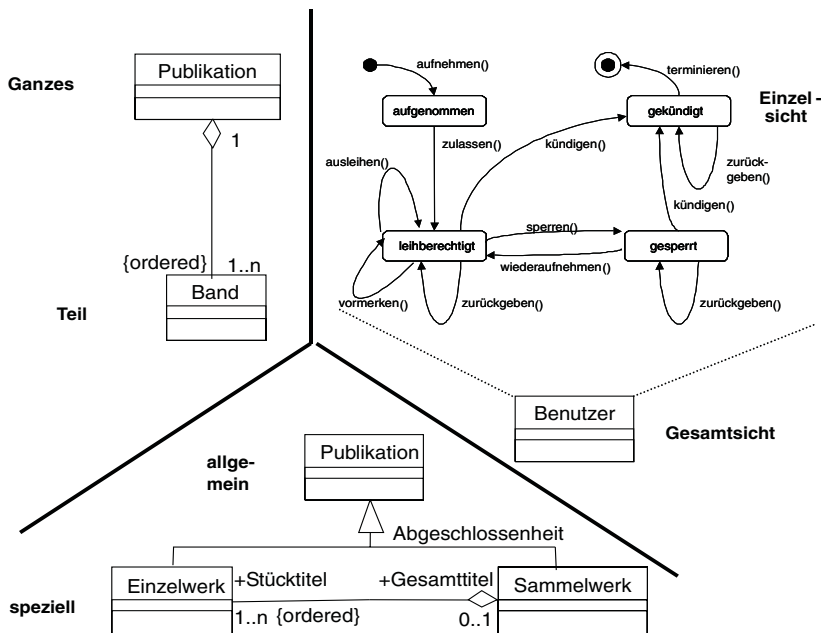 Ganzes
Publikation
1
{ordered}
1..n
Band
Teil
aufnehmen()
aufgenommen
zulassen()
ausleihen()
leihberechtigt
vormerken()
zurückgeben()
kündigen()
sperren()
wiederaufnehmen()
terminieren()
gekündigt
zurück-
geben()
kündigen()
gesperrt
zurückgeben()
Einzel -
sicht
Benutzer
Gesamtsicht
allge-
mein
Publikation
Abgeschlossenheit
speziell
Einzelwerk
+Stücktitel
1..n {ordered}
+Gesamttitel
0..1
Sammelwerk